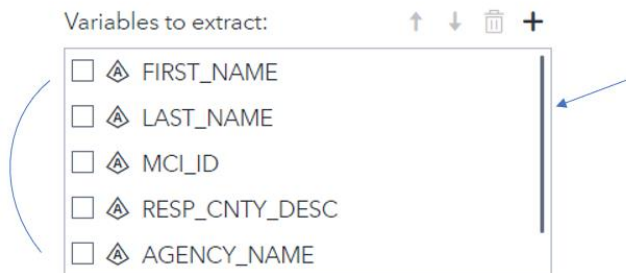 Variables to extract:
FIRST_NAME
LAST_NAME
MCI_ID
RESP_CNTY_DESC
AGENCY_NAME